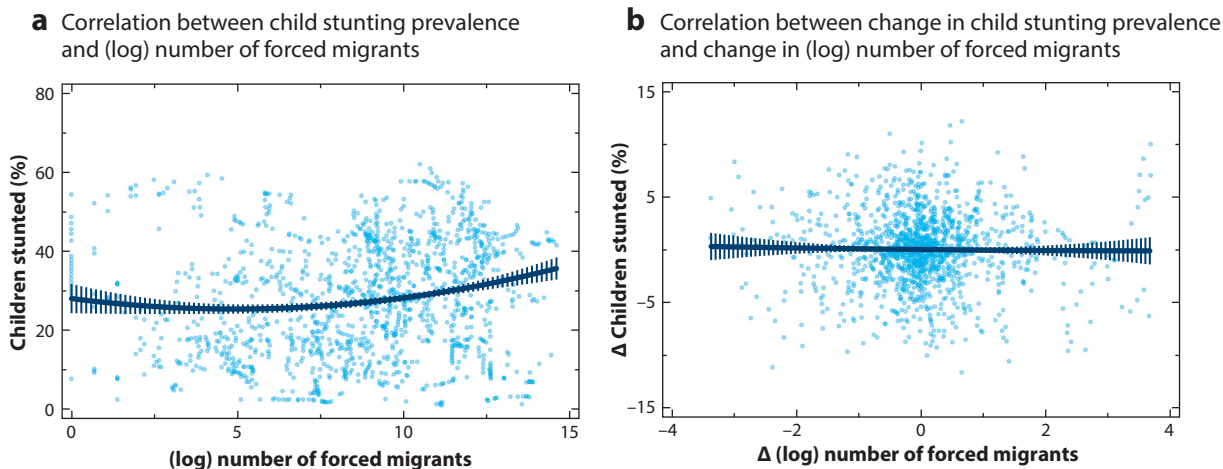 a Correlation between child stunting prevalence
and (log) number of forced migrants
80
60
40
20
0
Children stunted (%)
0 5 10 15
(log) number of forced migrants
b Correlation between change in child stunting prevalence
and change in (log) number of forced migrants
15
5
–5
–15
Δ Children stunted (%)
–4 –2 0 2 4
Δ (log) number of forced migrants